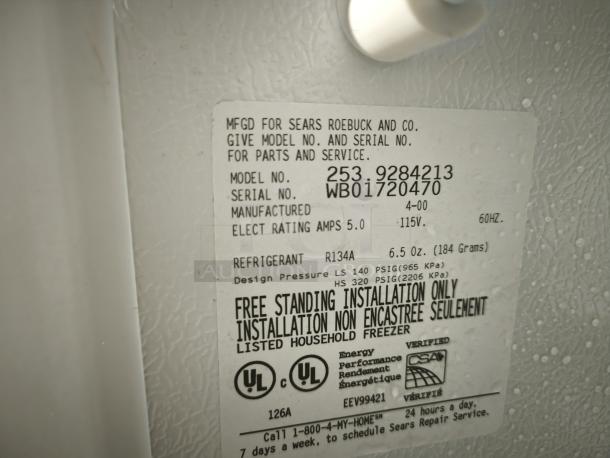 MFGD FOR SEARS ROEBUCK AND CO.
GIVE MODEL NO. AND SERIAL NO.
FOR PARTS AND SERVICE.
MODEL NO. 253.9284213
SERIAL NO. WB01720470
MANUFACTURED 4-00
ELECT RATING AMPS 5.0 115V. 60HZ.
REFRIGERANT R134A 6.5 Oz. (184 Grams)
Design Pressure LS 140 PSIG(965 KPa)
HS 320 PSIG(2206 KPa)
FREE STANDING INSTALLATION ONLY
INSTALLATION NON ENCASTREE SEULEMENT
LISTED HOUSEHOLD FREEZER
UL C UL
Energy
Performance
Rendement
Énergétique
VERIFIED
CSA
VÉRIFIÉ
126A EEV99421
Call 1-800-4-MY-HOME℠ 24 hours a day,
7 days a week, to schedule Sears Repair Service.